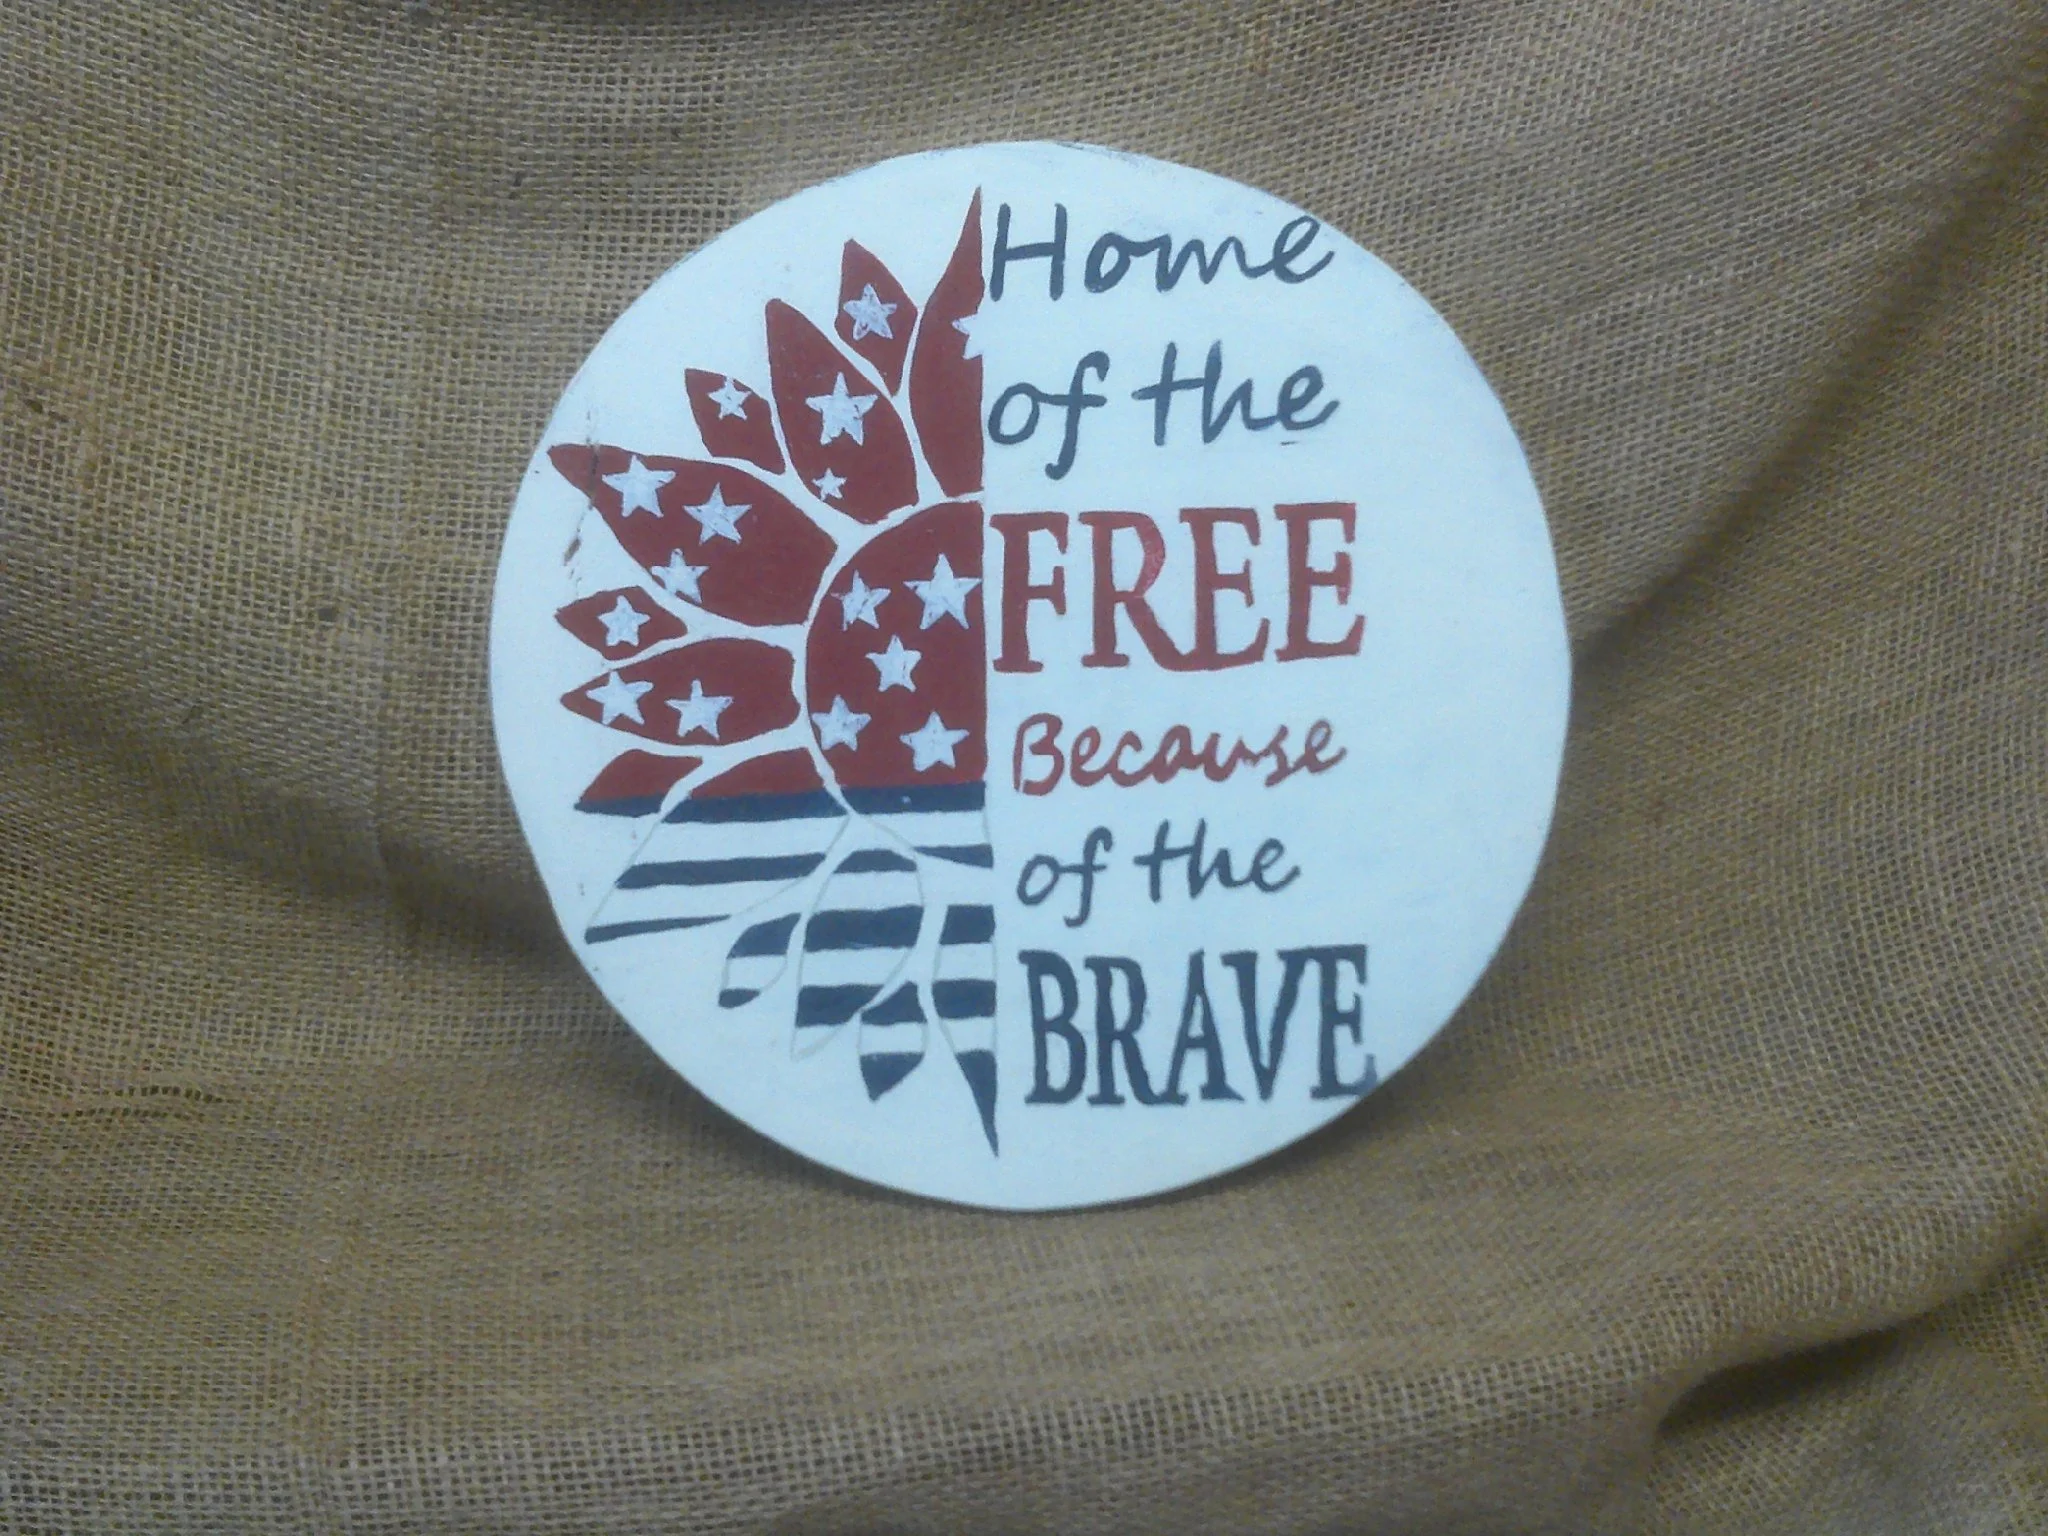 Home
of the
FREE
Because
of the
BRAVE